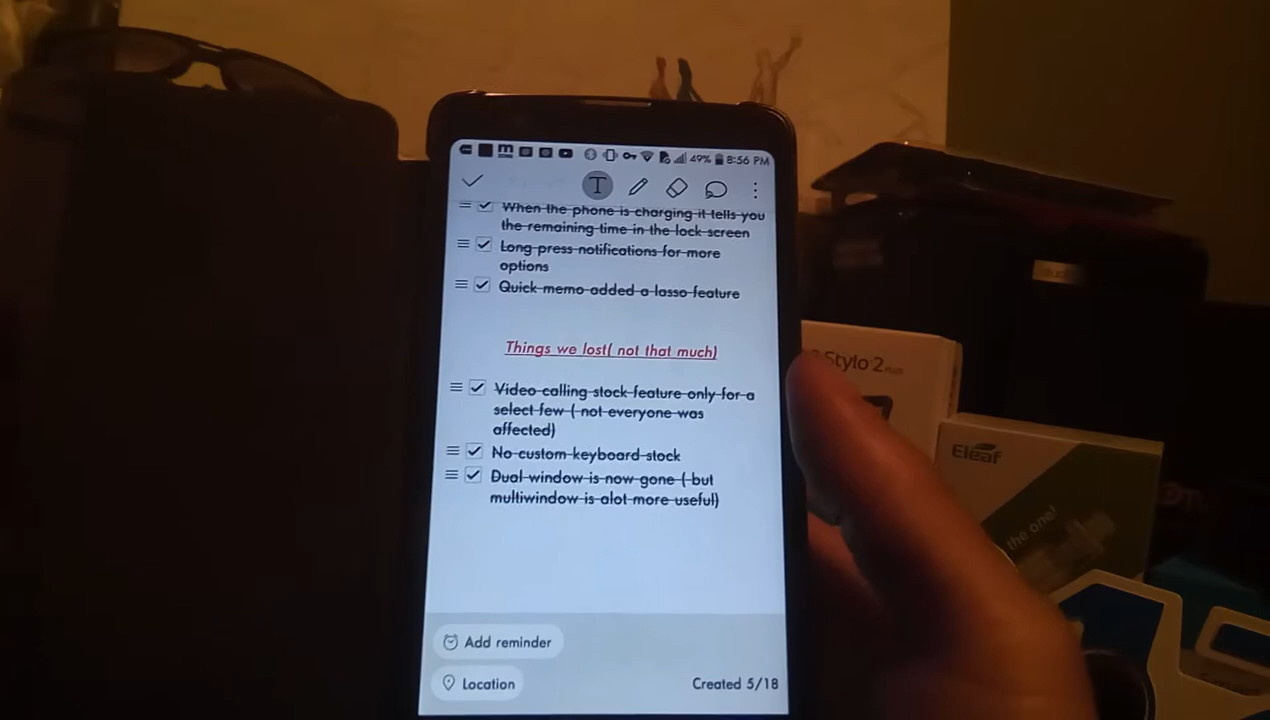 49% 8:56 PM
T
When the phone is charging it tells you
the remaining time in the lock screen
Long press notifications for more
options
Quick memo added a lasso feature
Things we lost( not that much)
Video calling stock feature only for a
select few ( not everyone was
affected)
No custom keyboard stock
Dual window is now gone ( but
multiwindow is alot more useful)
Add reminder
Location
Created 5/18
Stylo 2 PLUS
Eleaf
the one!